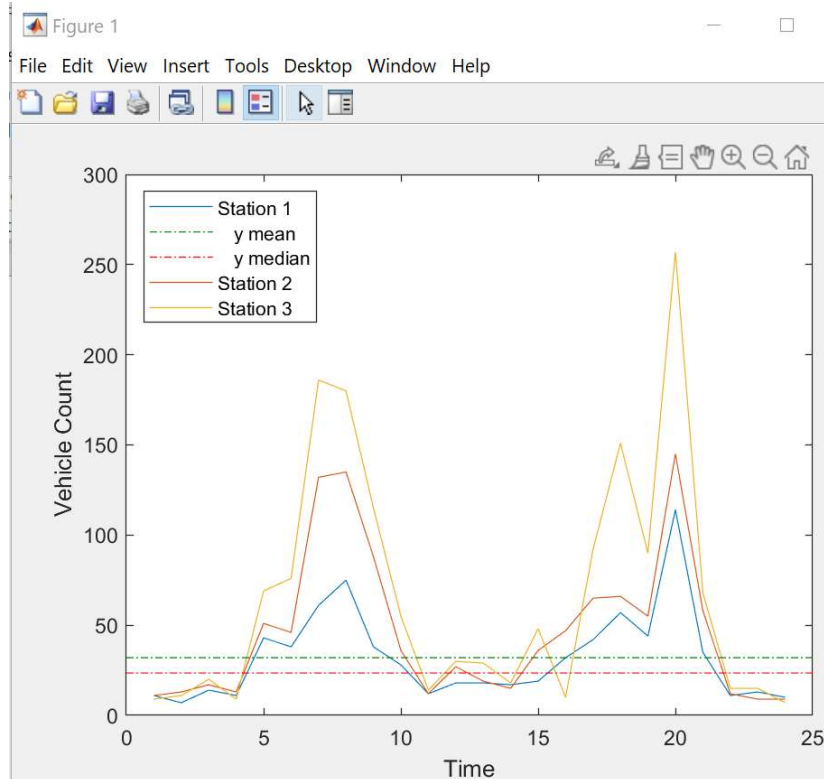 Figure 1
File Edit View Insert Tools Desktop Window Help
300
250
200
150
100
50
0
Vehicle Count
Station 1
y mean
y median
Station 2
Station 3
0 5 10 15 20 25
Time